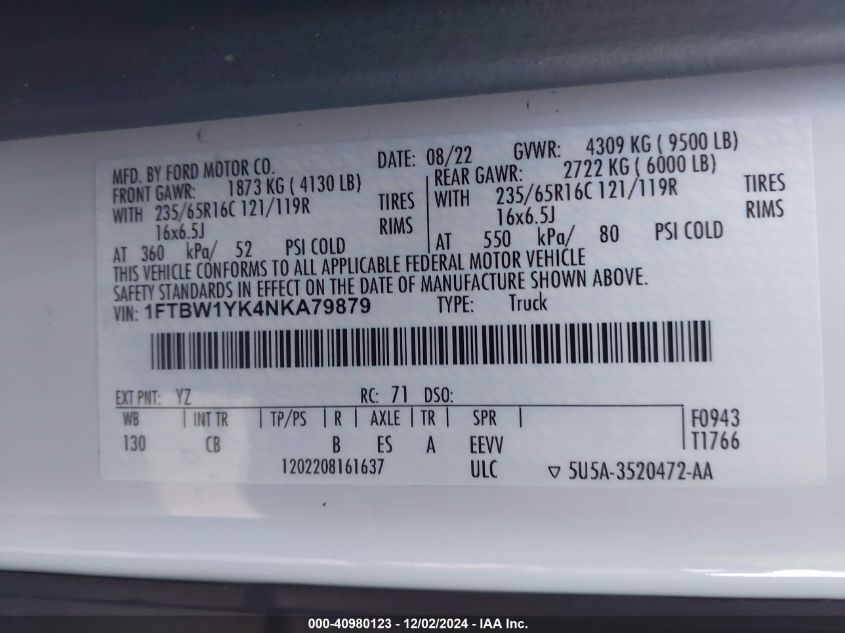 MFD. BY FORD MOTOR CO. DATE: 08/22 GVWR: 4309 KG ( 9500 LB)
FRONT GAWR: 1873 KG ( 4130 LB) REAR GAWR: 2722 KG ( 6000 LB)
WITH 235/65R16C 121/119R TIRES WITH 235/65R16C 121/119R TIRES
16x6.5J RIMS 16x6.5J RIMS
AT 360 kPa/ 52 PSI COLD AT 550 kPa/ 80 PSI COLD
THIS VEHICLE CONFORMS TO ALL APPLICABLE FEDERAL MOTOR VEHICLE
SAFETY STANDARDS IN EFFECT ON THE DATE OF MANUFACTURE SHOWN ABOVE.
VIN: 1FTBW1YK4NKA79879 TYPE: Truck
EXT PNT: YZ RC: 71 DSO:
WB INT TR TP/PS R AXLE TR SPR F0943
130 CB B ES A EEVV T1766
1202208161637 ULC ▽ 5U5A-3520472-AA
000-40980123 - 12/02/2024 - IAA Inc.